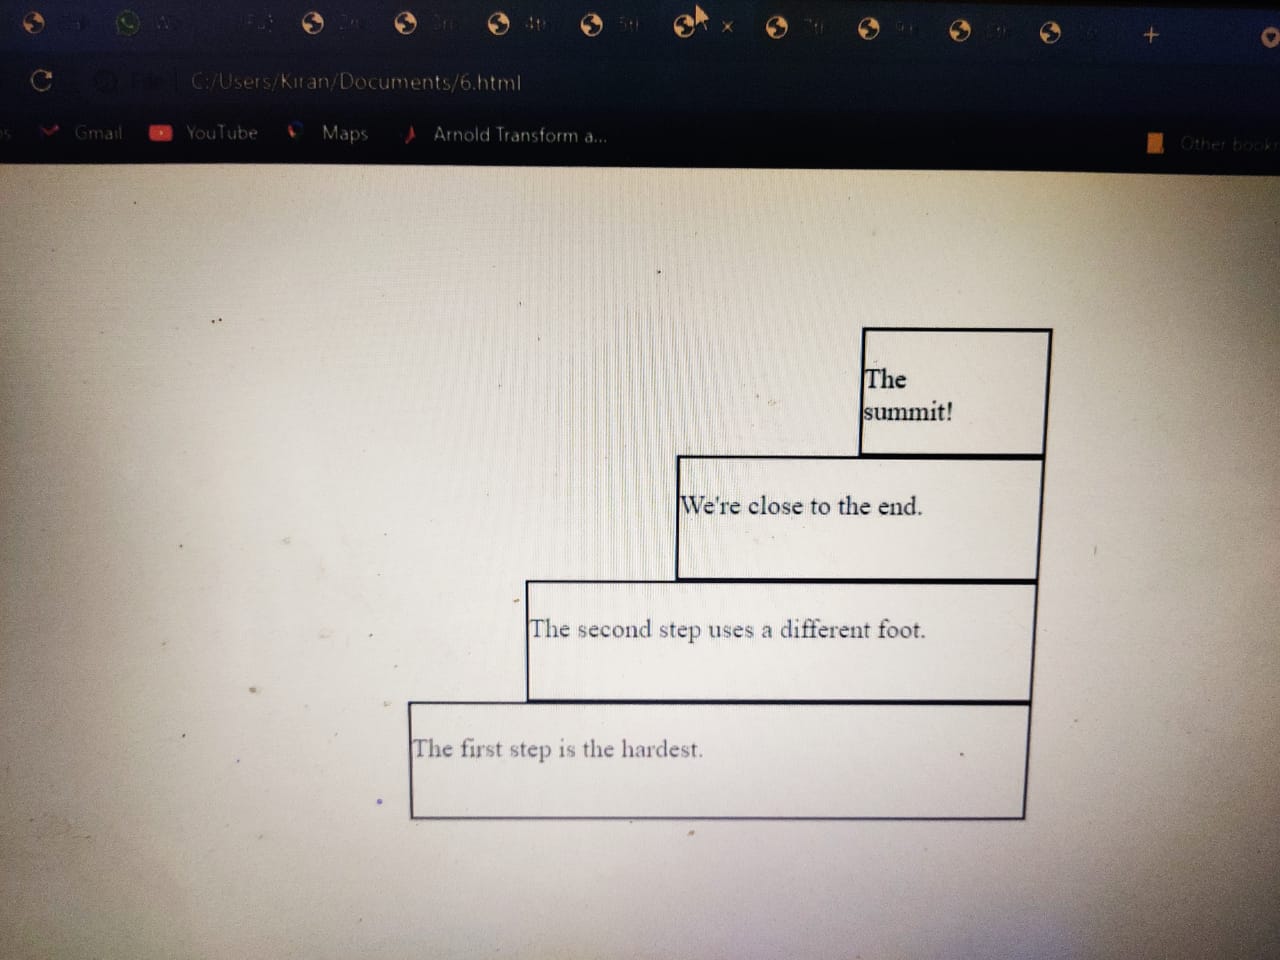 C:/Users/Kiran/Documents/6.html
Gmail
YouTube
Maps
Arnold Transform a...
Other
The
summit!
We're close to the end.
The second step uses a different foot.
The first step is the hardest.